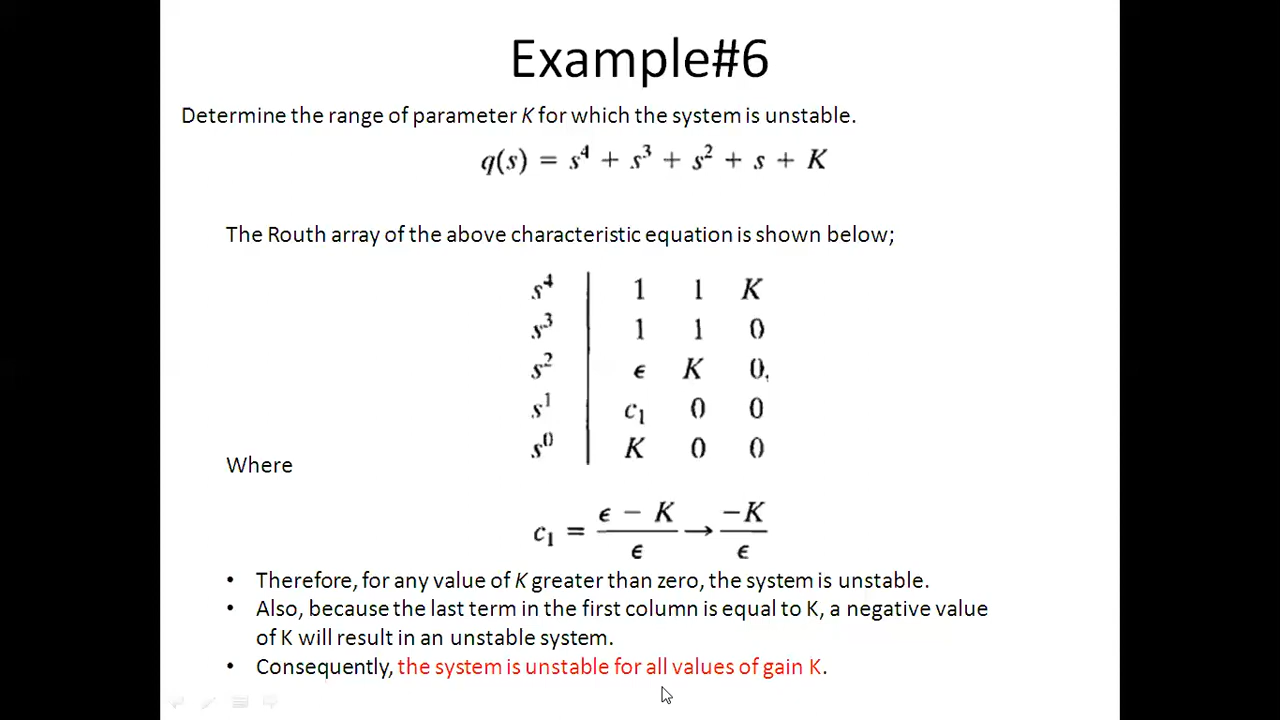 Example#6
Determine the range of parameter K for which the system is unstable.
q(s) = s⁴ + s³ + s² + s + K
The Routh array of the above characteristic equation is shown below;
s⁴ | 1 1 K
s³ | 1 1 0
s² | ϵ K 0,
s¹ | c₁ 0 0
s⁰ | K 0 0
Where
c₁ = (ϵ − K)/ϵ → −K/ϵ
• Therefore, for any value of K greater than zero, the system is unstable.
• Also, because the last term in the first column is equal to K, a negative value
of K will result in an unstable system.
• Consequently, the system is unstable for all values of gain K.